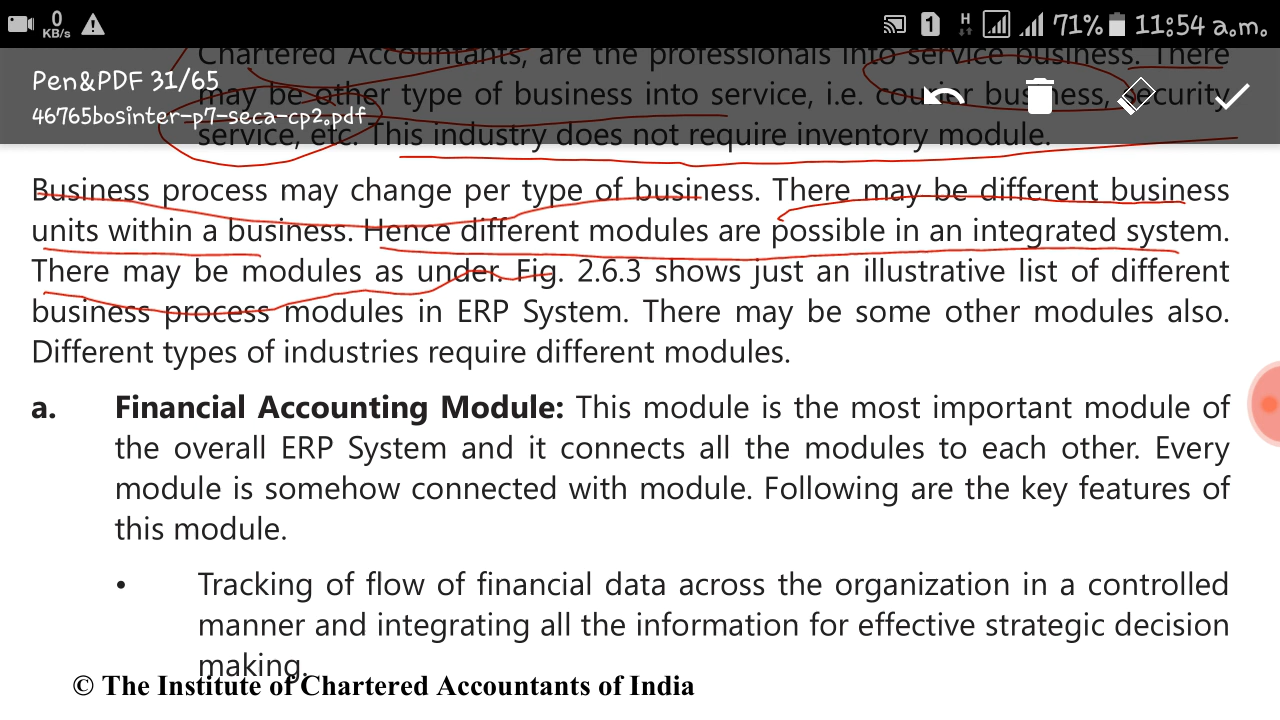 0
KB/s
1 H 71% 11:54 a.m.
Chartered Accountants, are the professionals into service business. There
Pen&PDF 31/65
may be other type of business into service, i.e. courier business, security
46765bosinter-p7-seca-cp2.pdf
service, etc. This industry does not require inventory module.
Business process may change per type of business. There may be different business
units within a business. Hence different modules are possible in an integrated system.
There may be modules as under. Fig. 2.6.3 shows just an illustrative list of different
business process modules in ERP System. There may be some other modules also.
Different types of industries require different modules.
a. Financial Accounting Module: This module is the most important module of
the overall ERP System and it connects all the modules to each other. Every
module is somehow connected with module. Following are the key features of
this module.
• Tracking of flow of financial data across the organization in a controlled
manner and integrating all the information for effective strategic decision
making.
© The Institute of Chartered Accountants of India